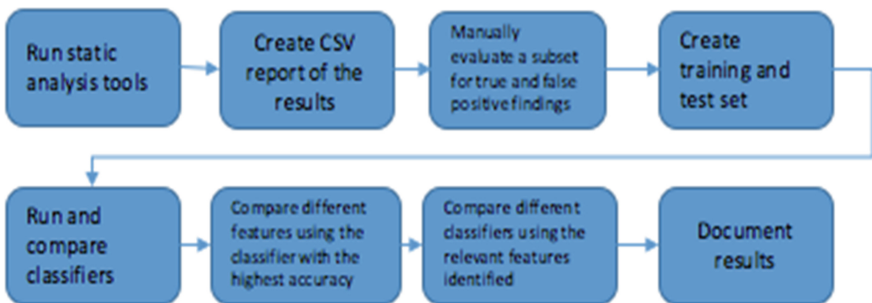 Run static
analysis tools
Create CSV
report of the
results
Manually
evaluate a subset
for true and false
positive findings
Create
training and
test set
Run and
compare
classifiers
Compare different
features using the
classifier with the
highest accuracy
Compare different
classifiers using the
relevant features
identified
Document
results